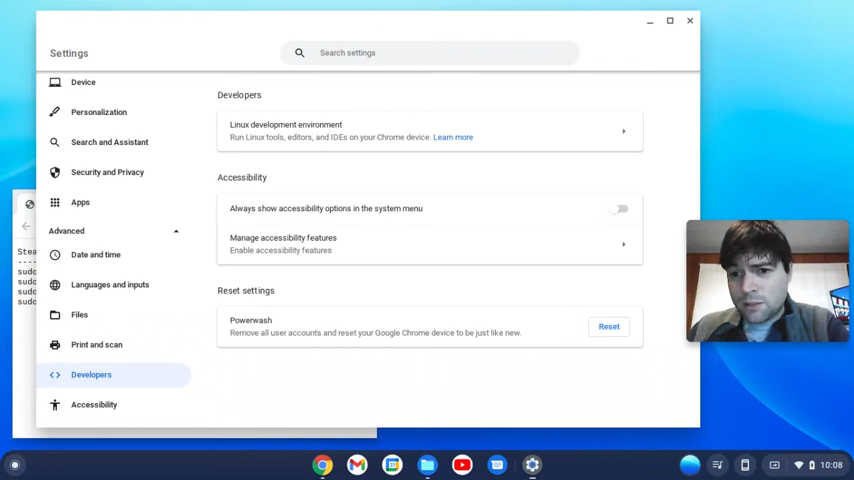 Settings
Search settings
Device
Personalization
Search and Assistant
Security and Privacy
Apps
Advanced
Date and time
Languages and inputs
Files
Print and scan
Developers
Accessibility
Developers
Linux development environment
Run Linux tools, editors, and IDEs on your Chrome device. Learn more
Accessibility
Always show accessibility options in the system menu
Manage accessibility features
Enable accessibility features
Reset settings
Powerwash
Remove all user accounts and reset your Google Chrome device to be just like new.
Reset
Stea
----
sudo
sudo
sudo
sudo
10:08